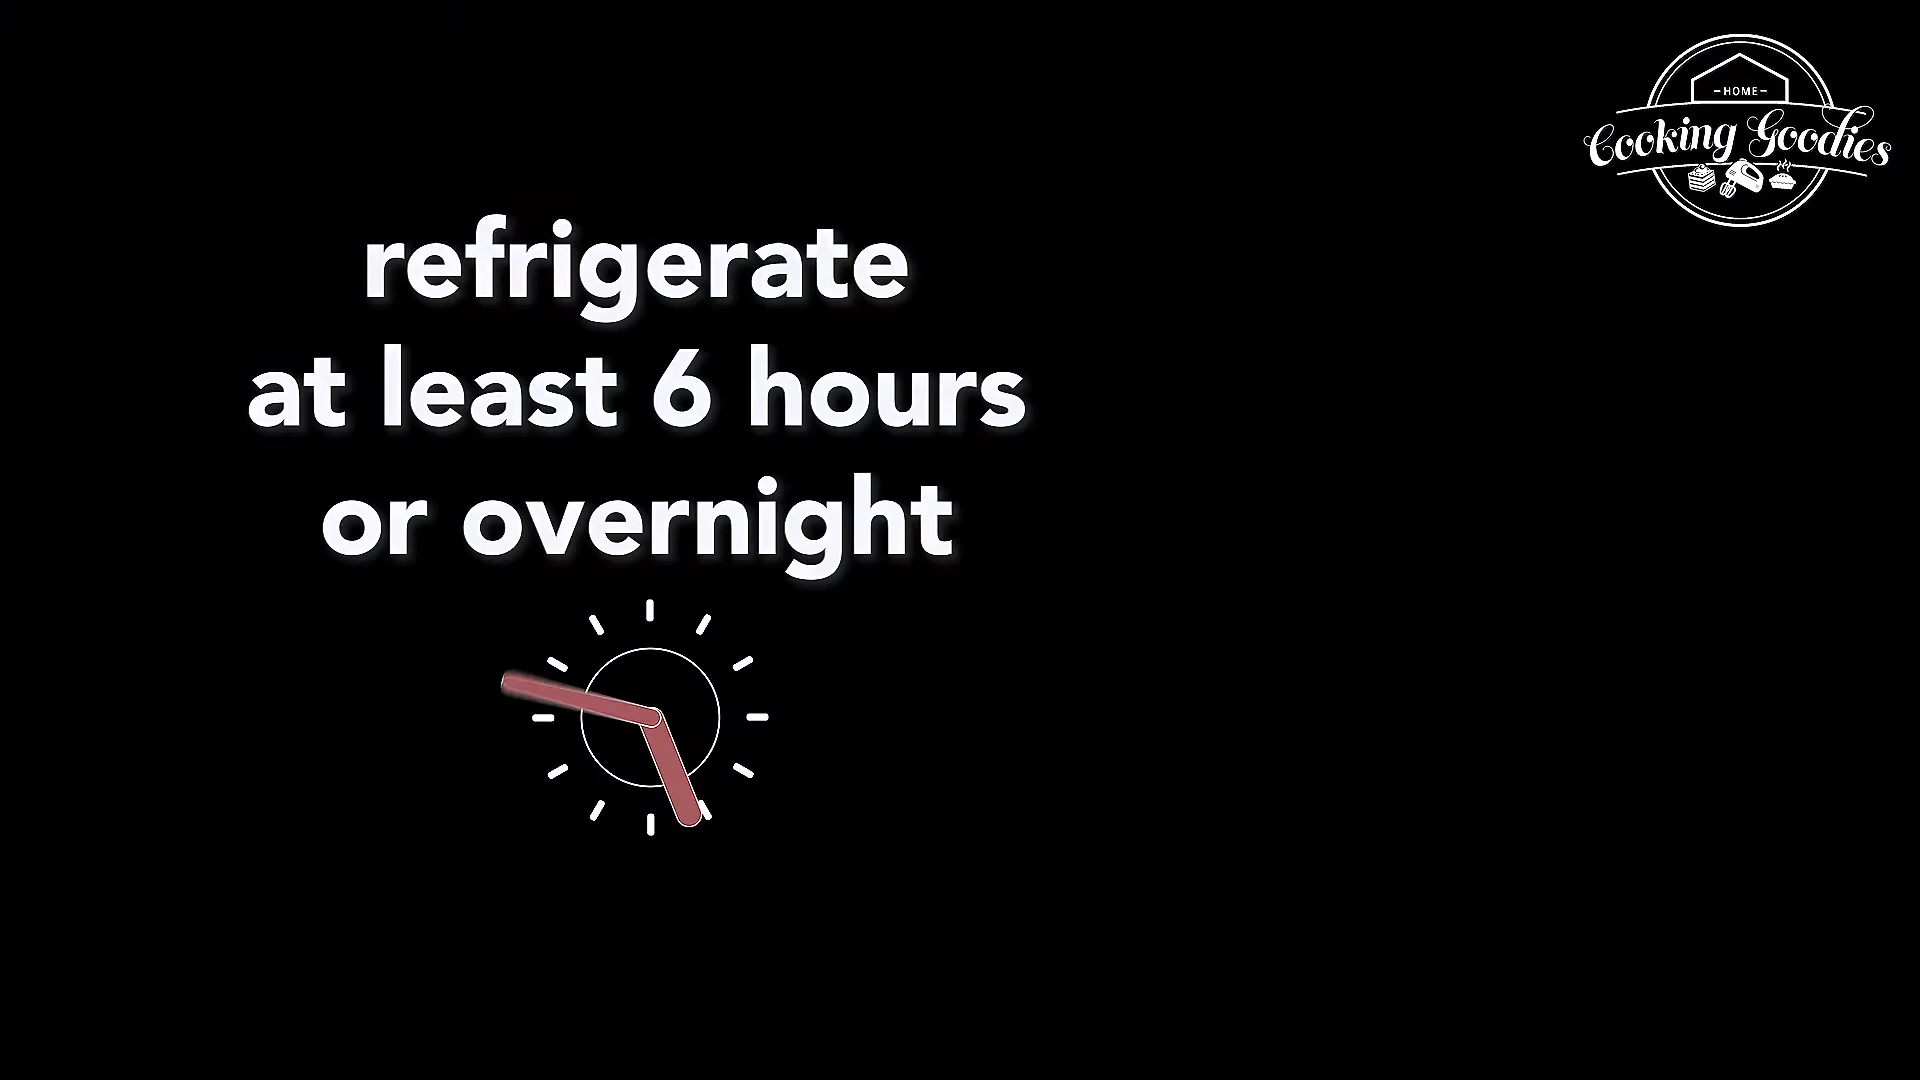 -HOME-
Cooking Goodies
refrigerate
at least 6 hours
or overnight